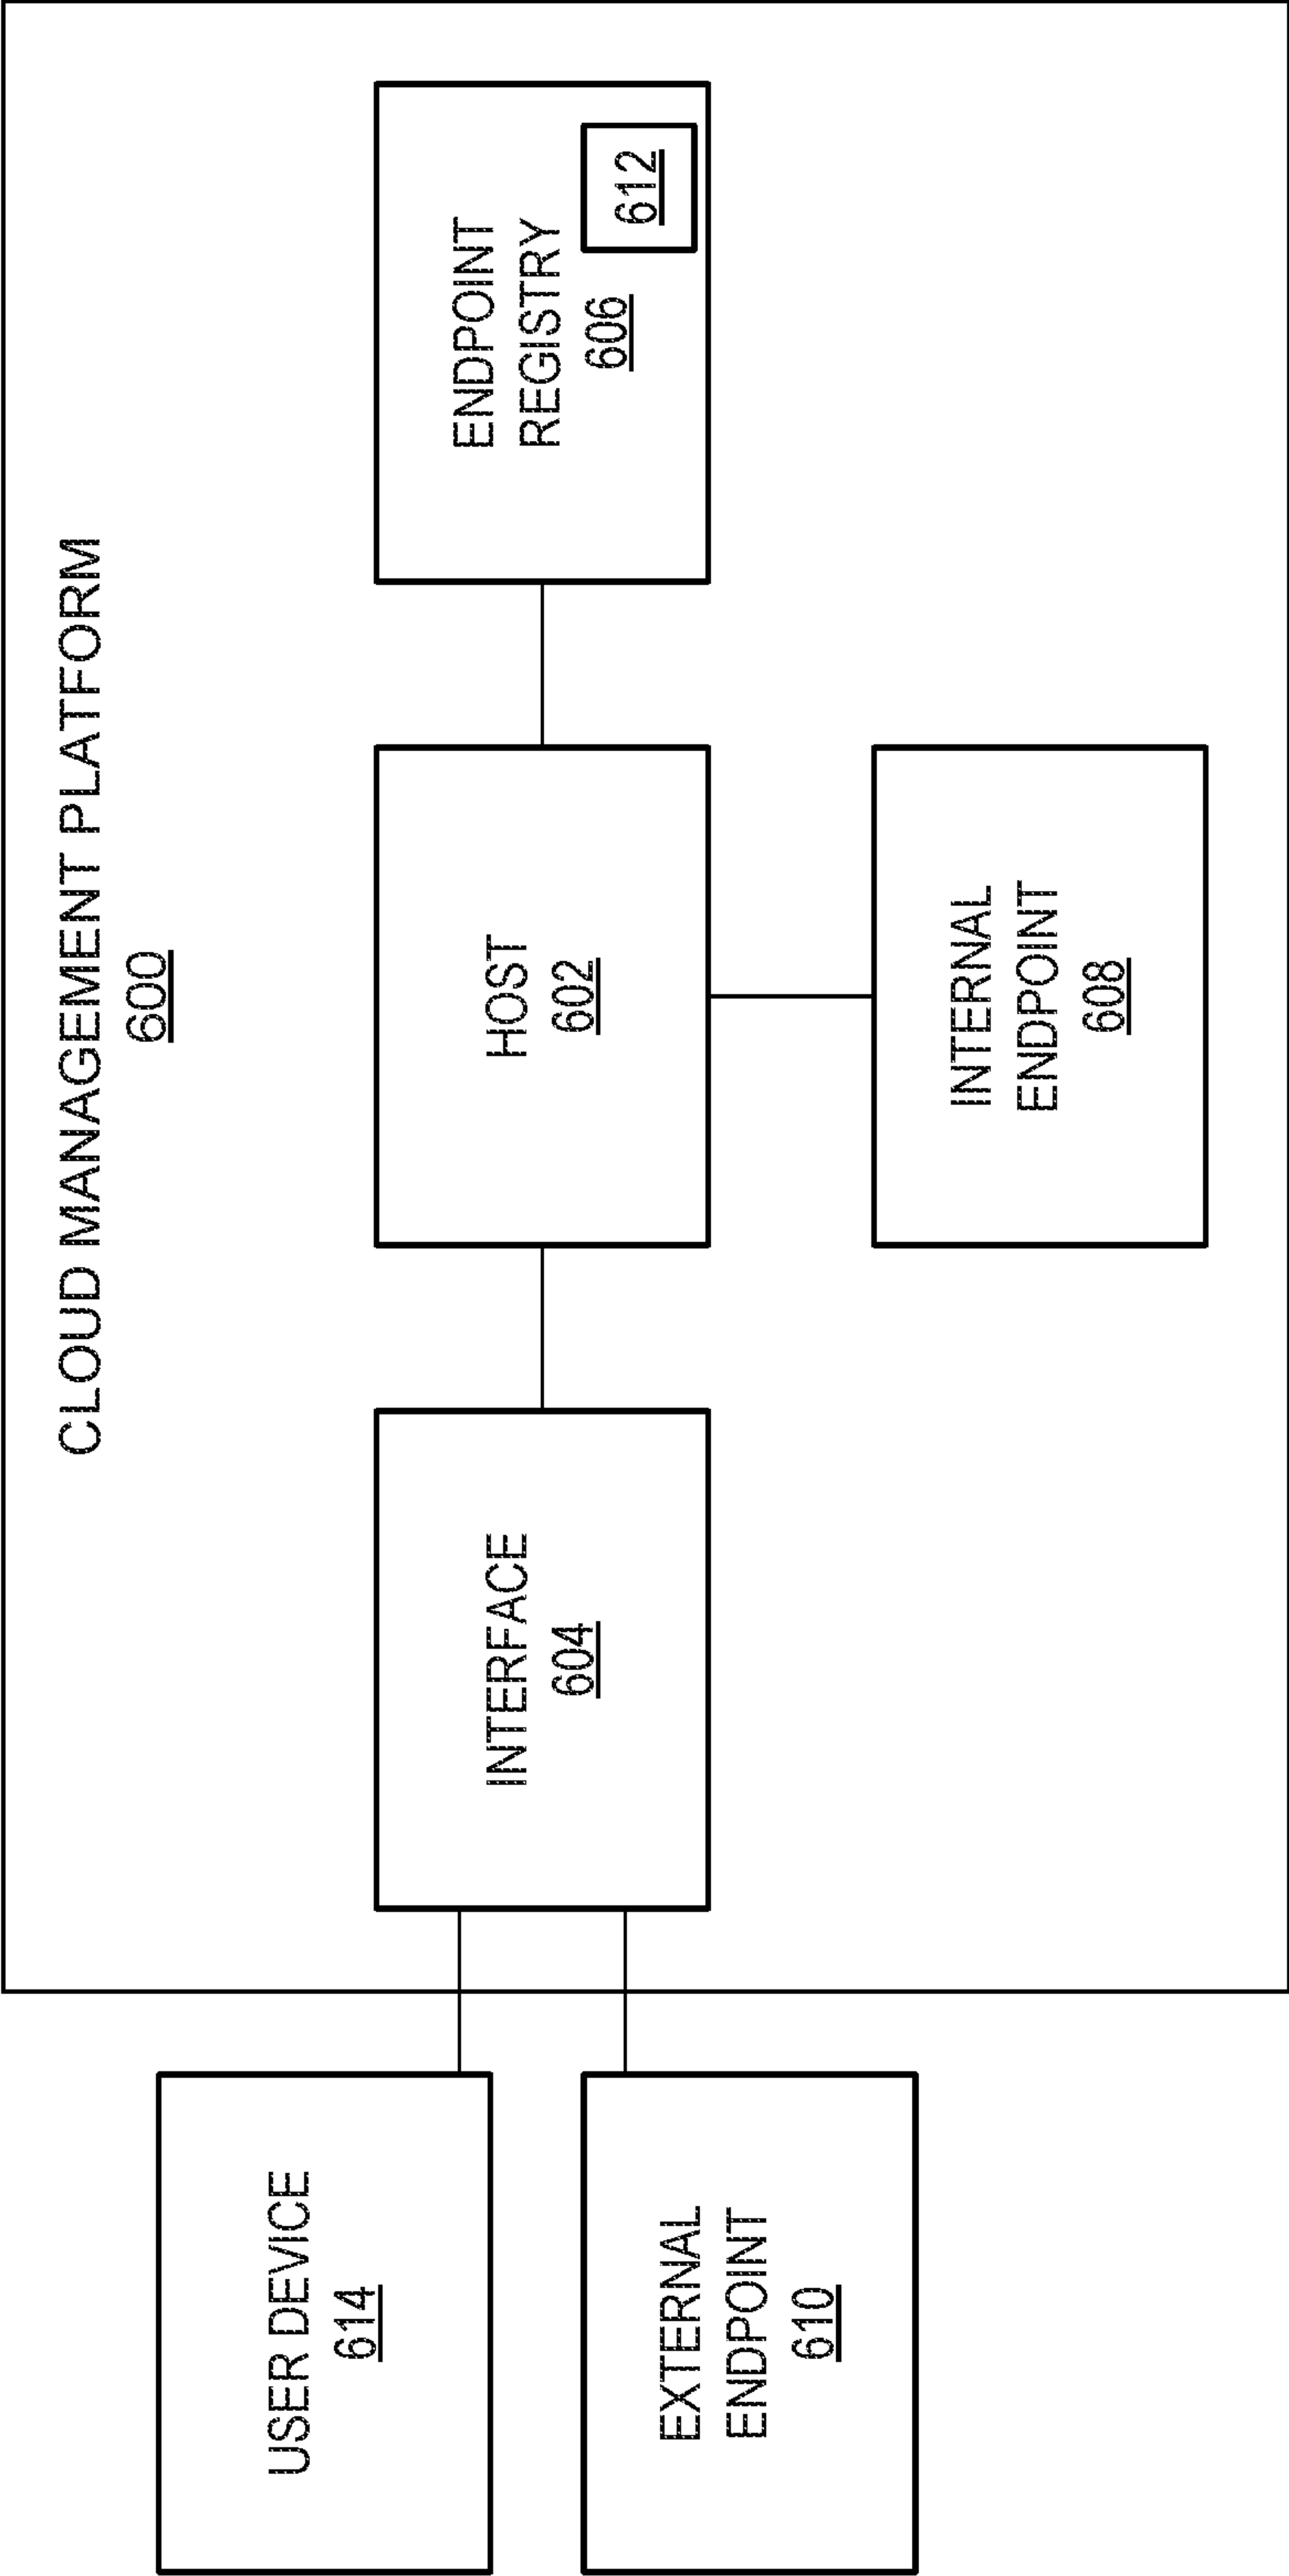 CLOUD MANAGEMENT PLATFORM
600
USER DEVICE
614
EXTERNAL
ENDPOINT
610
INTERFACE
604
HOST
602
ENDPOINT
REGISTRY
606
612
INTERNAL
ENDPOINT
608